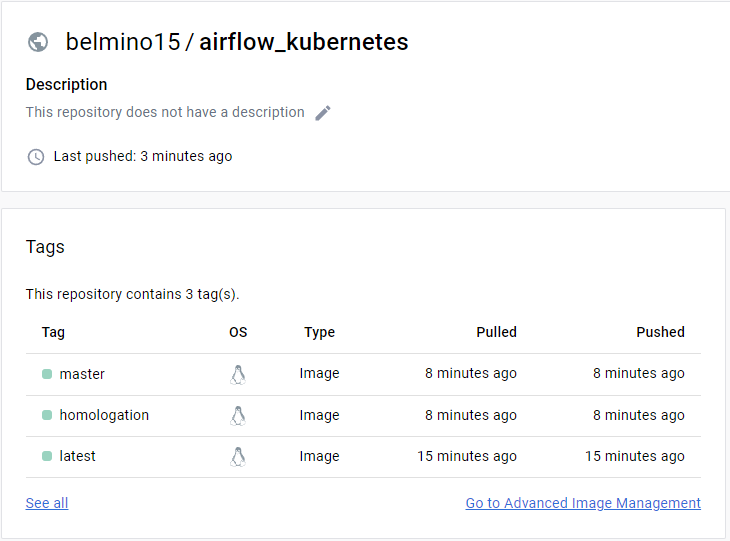 belmino15 / airflow_kubernetes
Description
This repository does not have a description
Last pushed: 3 minutes ago
Tags
This repository contains 3 tag(s).
Tag OS Type Pulled Pushed
master Image 8 minutes ago 8 minutes ago
homologation Image 8 minutes ago 8 minutes ago
latest Image 15 minutes ago 15 minutes ago
See all Go to Advanced Image Management